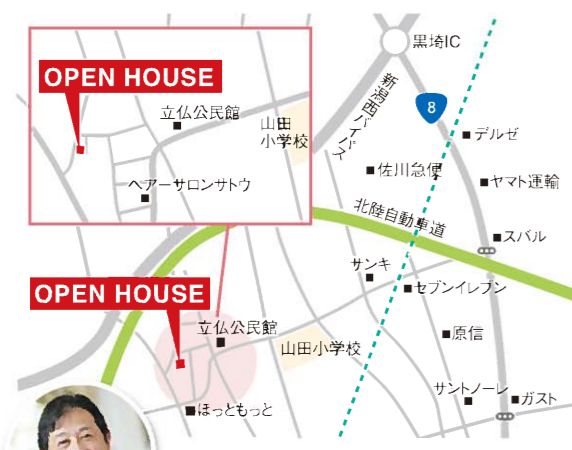 黒埼IC
新潟西バイパス
8
デルゼ
佐川急便
ヤマト運輸
北陸自動車道
スバル
OPEN HOUSE
立仏公民館
山田
小学校
ヘアーサロンサトウ
サンキ
セブンイレブン
OPEN HOUSE
立仏公民館
山田小学校
原信
サントノーレ
ガスト
ほっともっと